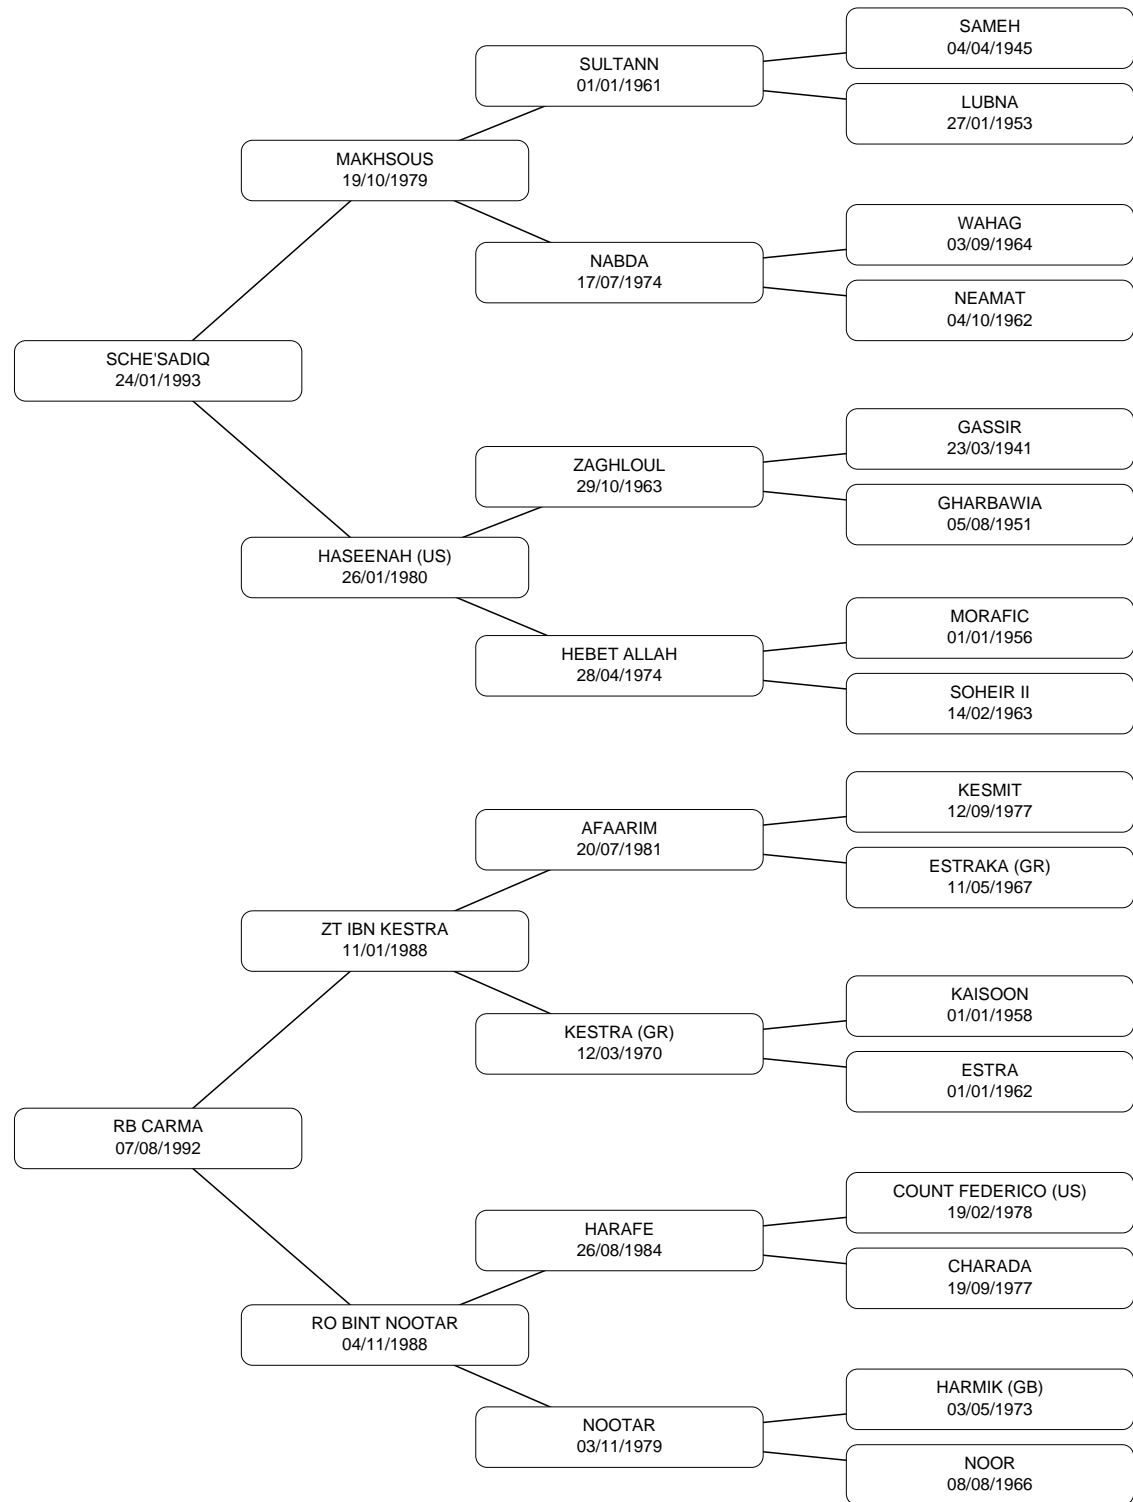 SAMEH
04/04/1945
SULTANN
01/01/1961
LUBNA
27/01/1953
MAKHSOUS
19/10/1979
WAHAG
03/09/1964
NABDA
17/07/1974
NEAMAT
04/10/1962
SCHE'SADIQ
24/01/1993
GASSIR
23/03/1941
ZAGHLOUL
29/10/1963
GHARBAWIA
05/08/1951
HASEENAH (US)
26/01/1980
MORAFIC
01/01/1956
HEBET ALLAH
28/04/1974
SOHEIR II
14/02/1963
KESMIT
12/09/1977
AFAARIM
20/07/1981
ESTRAKA (GR)
11/05/1967
ZT IBN KESTRA
11/01/1988
KAISOON
01/01/1958
KESTRA (GR)
12/03/1970
ESTRA
01/01/1962
RB CARMA
07/08/1992
COUNT FEDERICO (US)
19/02/1978
HARAFE
26/08/1984
CHARADA
19/09/1977
RO BINT NOOTAR
04/11/1988
HARMIK (GB)
03/05/1973
NOOTAR
03/11/1979
NOOR
08/08/1966